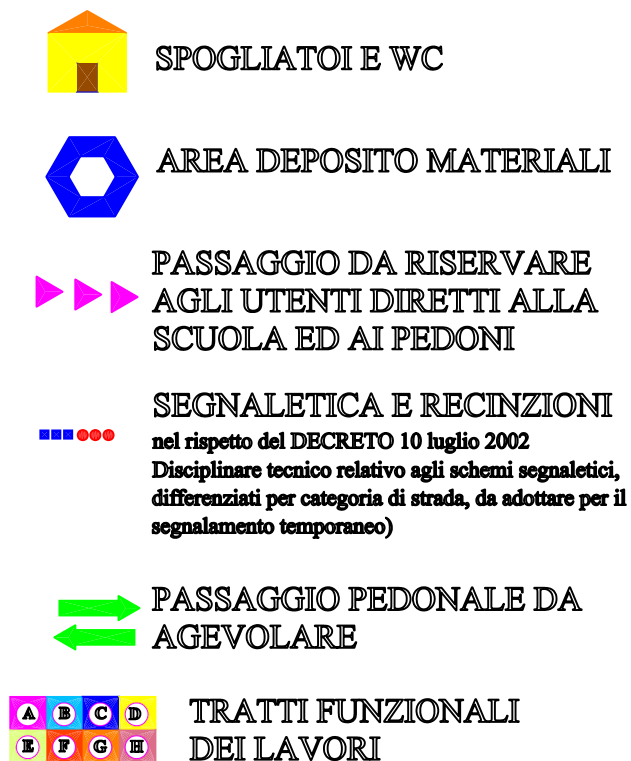 SPOGLIATOI E WC
AREA DEPOSITO MATERIALI
PASSAGGIO DA RISERVARE
AGLI UTENTI DIRETTI ALLA
SCUOLA ED AI PEDONI
SEGNALETICA E RECINZIONI
nel rispetto del DECRETO 10 luglio 2002
Disciplinare tecnico relativo agli schemi segnaletici,
differenziati per categoria di strada, da adottare per il
segnalamento temporaneo)
PASSAGGIO PEDONALE DA
AGEVOLARE
A B C D
E F G H
TRATTI FUNZIONALI
DEI LAVORI